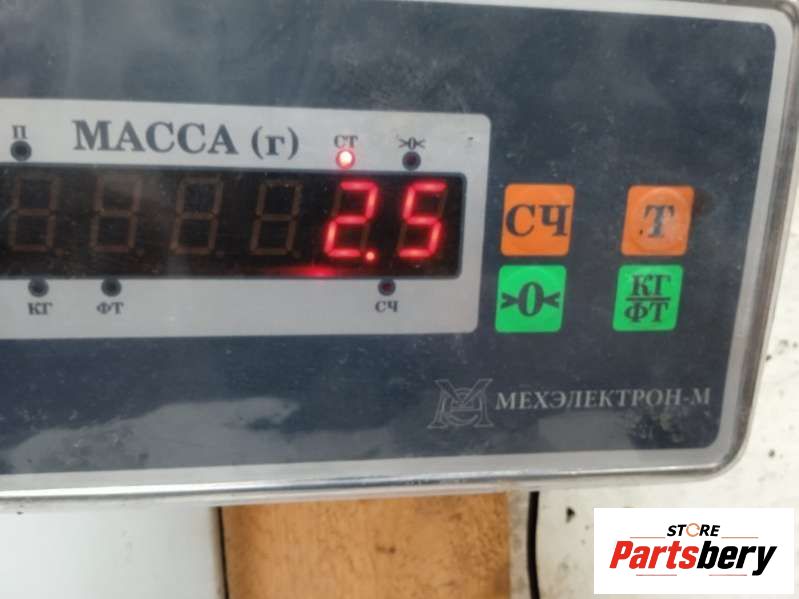 П
МАССА (г)
СТ
>0<
2.5
КГ
ФТ
СЧ
СЧ
Т
>0<
КГ
ФТ
МЕХЭЛЕКТРОН-М
STORE
Partsbery